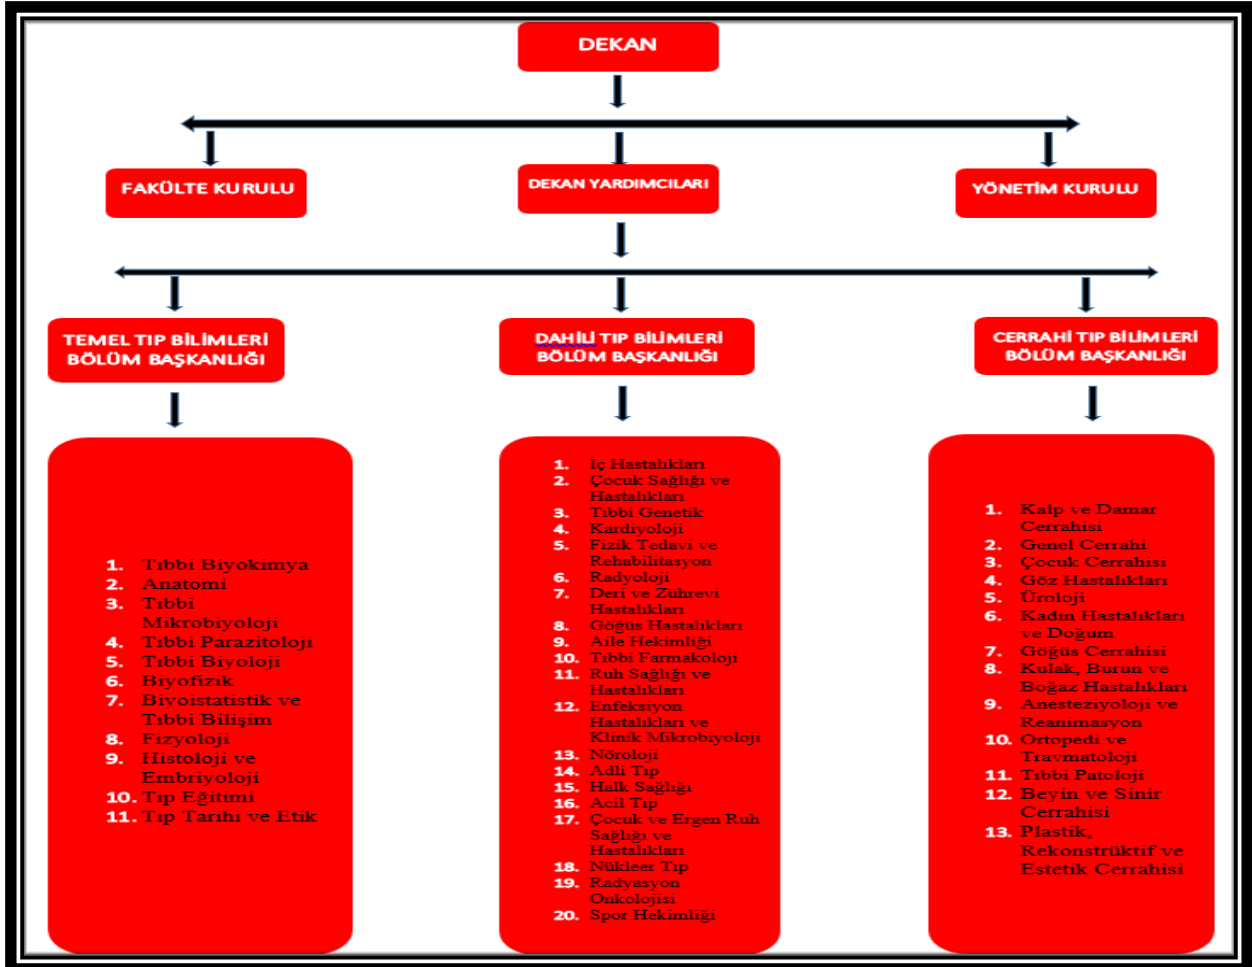 DEKAN
FAKÜLTE KURULU
DEKAN YARDIMCILARI
YÖNETİM KURULU
TEMEL TIP BİLİMLERİ
BÖLÜM BAŞKANLIĞI
DAHİLİ TIP BİLİMLERİ
BÖLÜM BAŞKANLIĞI
CERRAHİ TIP BİLİMLERİ
BÖLÜM BAŞKANLIĞI
1. Tıbbi Biyokimya
2. Anatomi
3. Tıbbi
Mikrobiyoloji
4. Tıbbi Parazitoloji
5. Tıbbi Biyoloji
6. Biyofizik
7. Biyoistatistik ve
Tıbbi Bilişim
8. Fizyoloji
9. Histoloji ve
Embriyoloji
10. Tıp Eğitimi
11. Tıp Tarihi ve Etik
1. İç Hastalıkları
2. Çocuk Sağlığı ve
Hastalıkları
3. Tıbbi Genetik
4. Kardiyoloji
5. Fizik Tedavi ve
Rehabilitasyon
6. Radyoloji
7. Deri ve Zührevi
Hastalıkları
8. Göğüs Hastalıkları
9. Aile Hekimliği
10. Tıbbi Farmakoloji
11. Ruh Sağlığı ve
Hastalıkları
12. Enfeksiyon
Hastalıkları ve
Klinik Mikrobiyoloji
13. Nöroloji
14. Adli Tıp
15. Halk Sağlığı
16. Acil Tıp
17. Çocuk ve Ergen Ruh
Sağlığı ve
Hastalıkları
18. Nükleer Tıp
19. Radyasyon
Onkolojisi
20. Spor Hekimliği
1. Kalp ve Damar
Cerrahisi
2. Genel Cerrahi
3. Çocuk Cerrahisi
4. Göz Hastalıkları
5. Üroloji
6. Kadın Hastalıkları
ve Doğum
7. Göğüs Cerrahisi
8. Kulak, Burun ve
Boğaz Hastalıkları
9. Anesteziyoloji ve
Reanimasyon
10. Ortopedi ve
Travmatoloji
11. Tıbbi Patoloji
12. Beyin ve Sinir
Cerrahisi
13. Plastik,
Rekonstrüktif ve
Estetik Cerrahisi